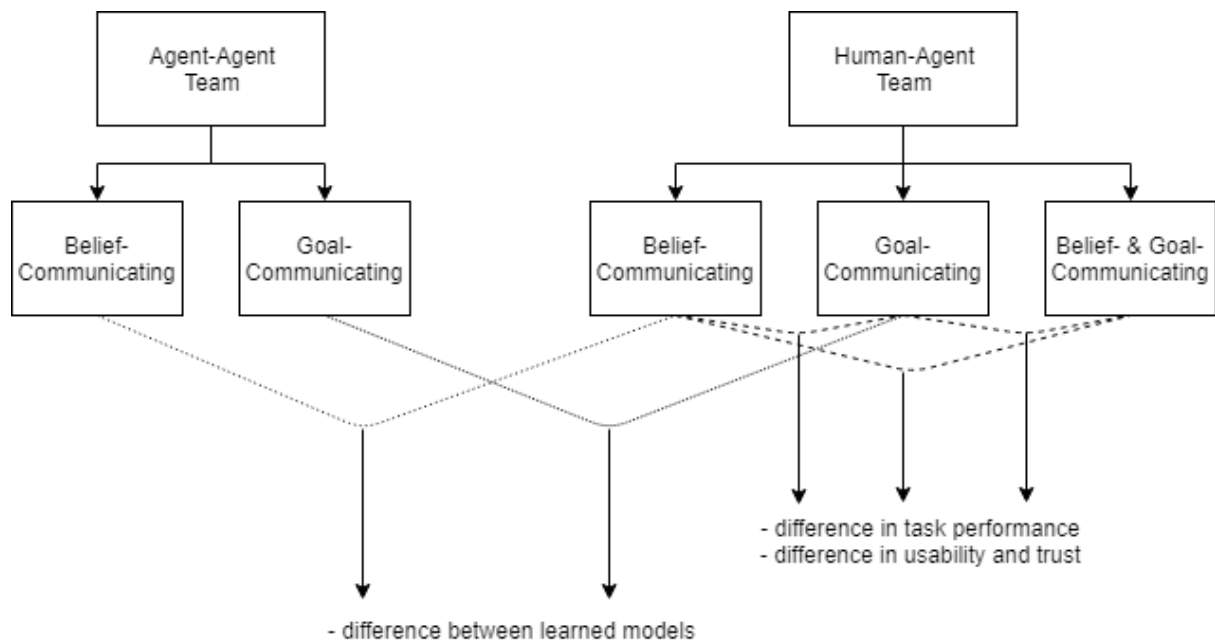 Agent-Agent
Team
Human-Agent
Team
Belief-
Communicating
Goal-
Communicating
Belief-
Communicating
Goal-
Communicating
Belief- & Goal-
Communicating
- difference in task performance
- difference in usability and trust
- difference between learned models